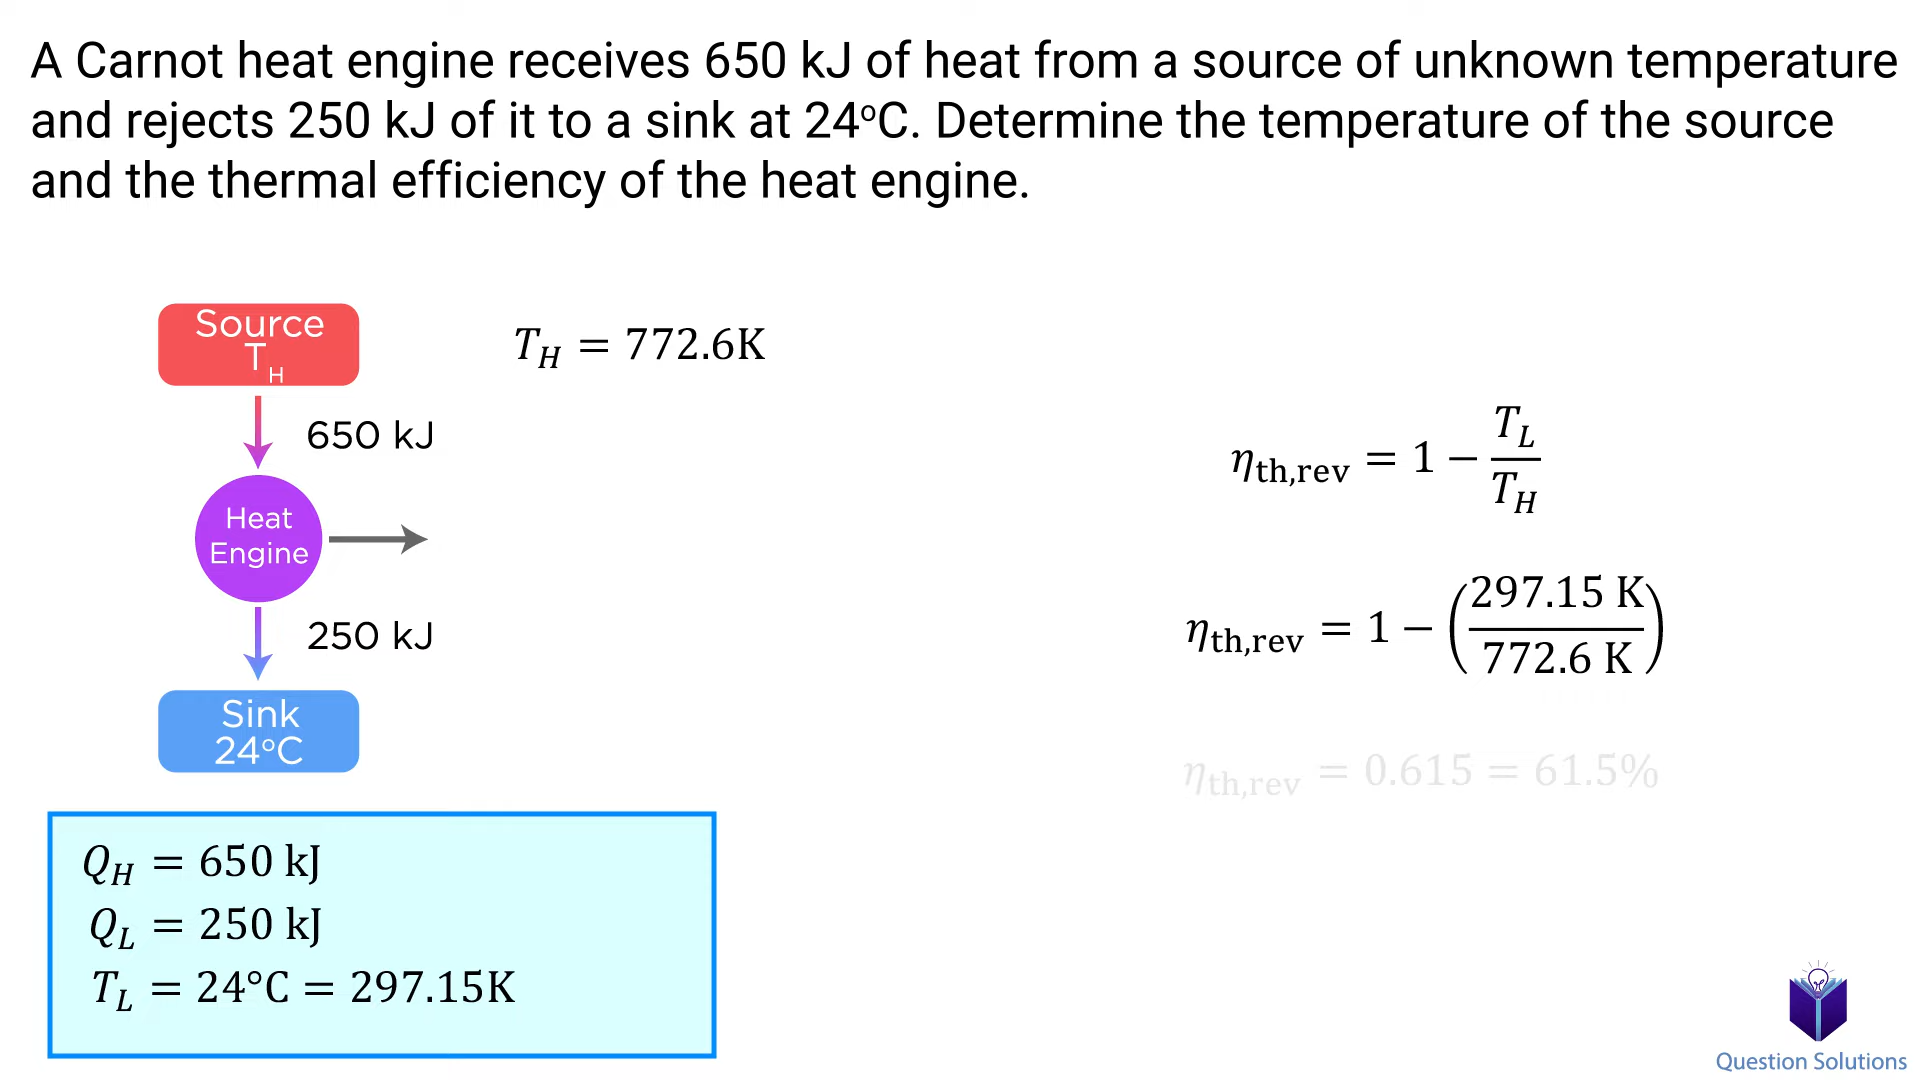 A Carnot heat engine receives 650 kJ of heat from a source of unknown temperature
and rejects 250 kJ of it to a sink at 24ºC. Determine the temperature of the source
and the thermal efficiency of the heat engine.
Source
T_H
T_H = 772.6K
650 kJ
η_th,rev = 1 − T_L/T_H
Heat
Engine
η_th,rev = 1 − (297.15 K/772.6 K)
250 kJ
Sink
24ºC
η_th,rev = 0.615 = 61.5%
Q_H = 650 kJ
Q_L = 250 kJ
T_L = 24°C = 297.15K
Question Solutions